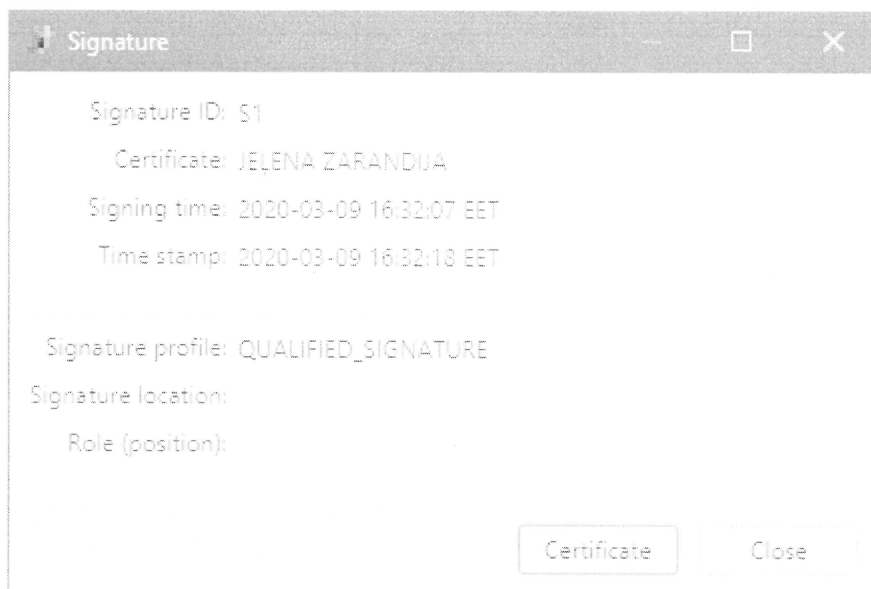 Signature
Signature ID: S1
Certificate: JELENA ZARANDIJA
Signing time: 2020-03-09 16:32:07 EET
Time stamp: 2020-03-09 16:32:18 EET
Signature profile: QUALIFIED_SIGNATURE
Signature location:
Role (position):
Certificate Close